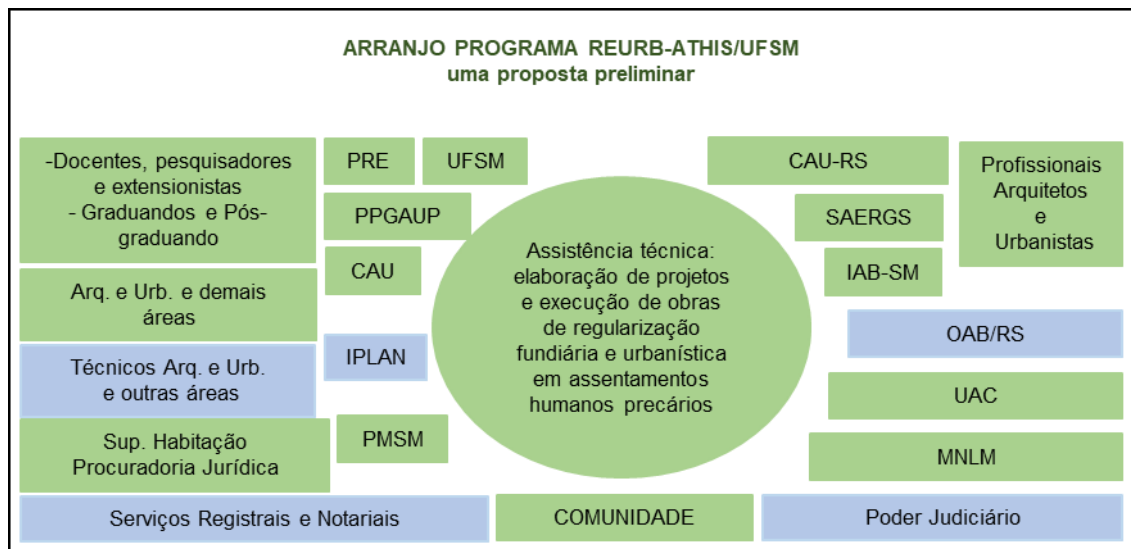 ARRANJO PROGRAMA REURB-ATHIS/UFSM
uma proposta preliminar
-Docentes, pesquisadores
e extensionistas
- Graduandos e Pós-
graduando
PRE
UFSM
PPGAUP
CAU
Arq. e Urb. e demais
áreas
IPLAN
Técnicos Arq. e Urb.
e outras áreas
PMSM
Sup. Habitação
Procuradoria Jurídica
Assistência técnica:
elaboração de projetos
e execução de obras
de regularização
fundiária e urbanística
em assentamentos
humanos precários
CAU-RS
SAERGS
IAB-SM
Profissionais
Arquitetos
e
Urbanistas
OAB/RS
UAC
MNLM
Serviços Registrais e Notariais
COMUNIDADE
Poder Judiciário